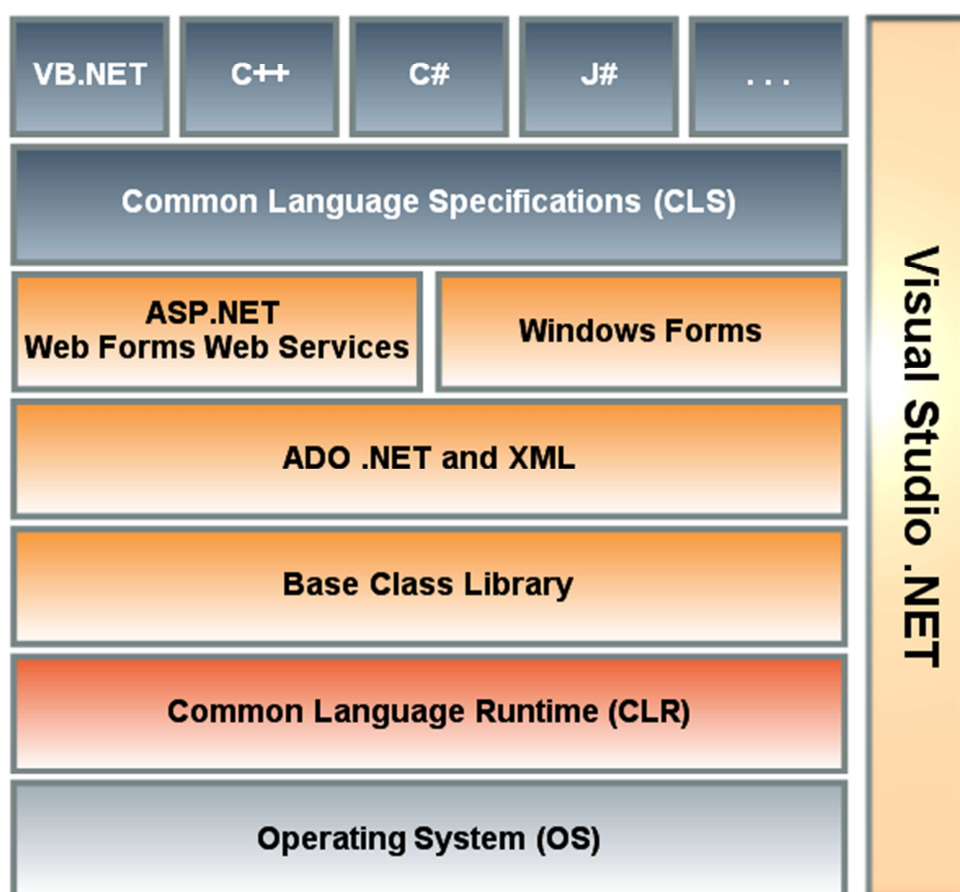 VB.NET
C++
C#
J#
. . .
Common Language Specifications (CLS)
ASP.NET
Web Forms Web Services
Windows Forms
ADO .NET and XML
Base Class Library
Common Language Runtime (CLR)
Operating System (OS)
Visual Studio .NET